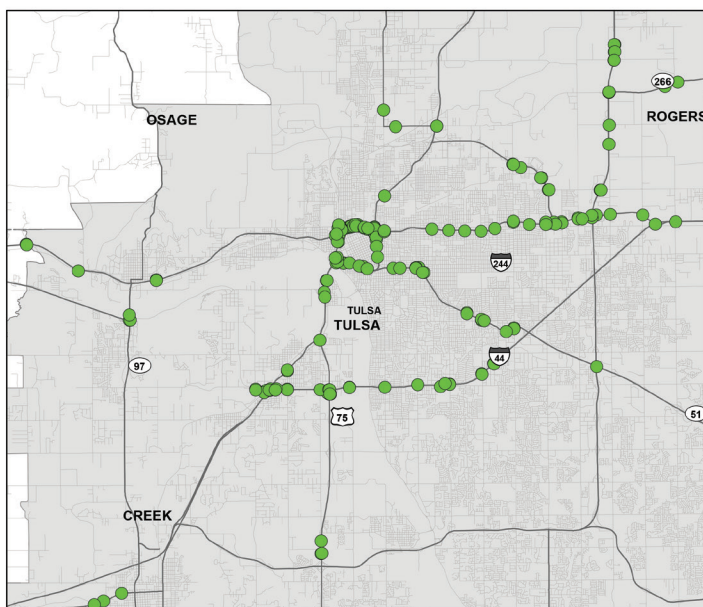 266
OSAGE
ROGERS
244
TULSA
TULSA
44
97
75
51
CREEK